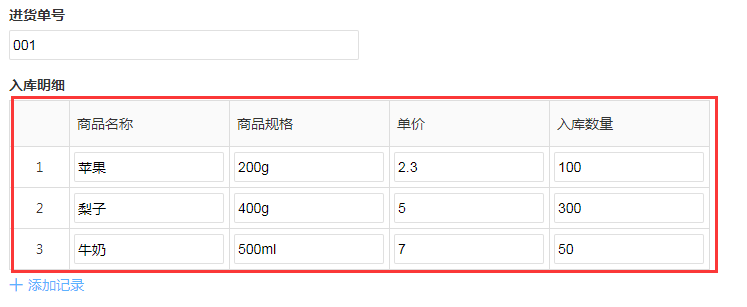 进货单号
001
入库明细
商品名称 商品规格 单价 入库数量
1 苹果 200g 2.3 100
2 梨子 400g 5 300
3 牛奶 500ml 7 50
+ 添加记录